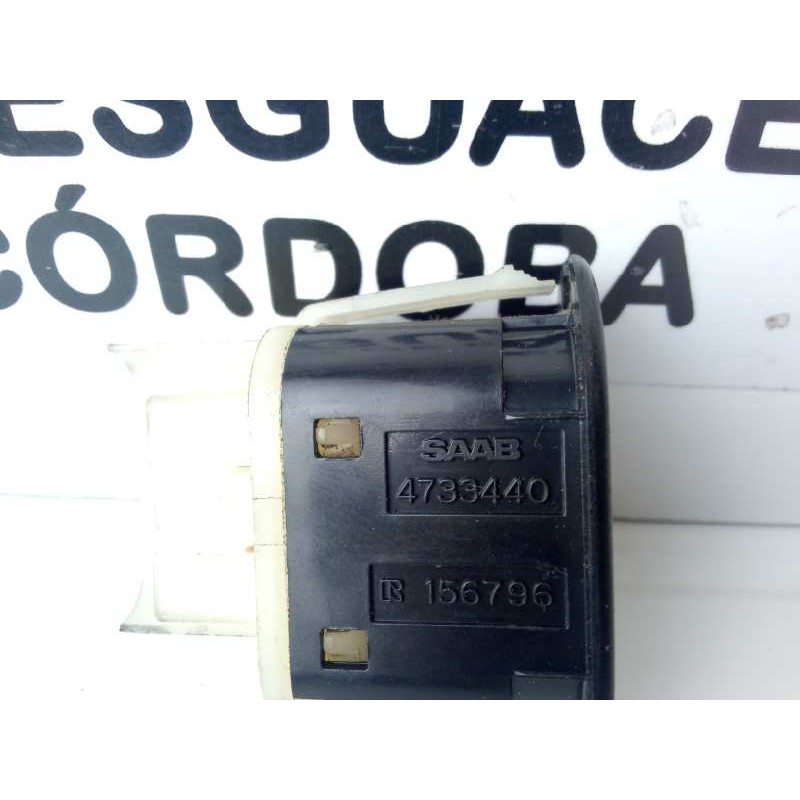 ESGUACE
CÓRDOBA
SAAB
4733440
R 156796